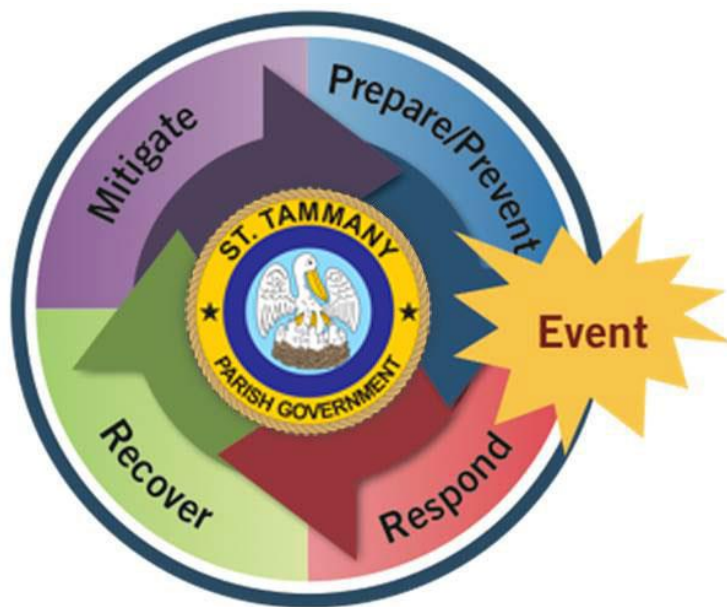 Mitigate
Prepare/Prevent
Event
Respond
Recover
ST. TAMMANY
PARISH GOVERNMENT